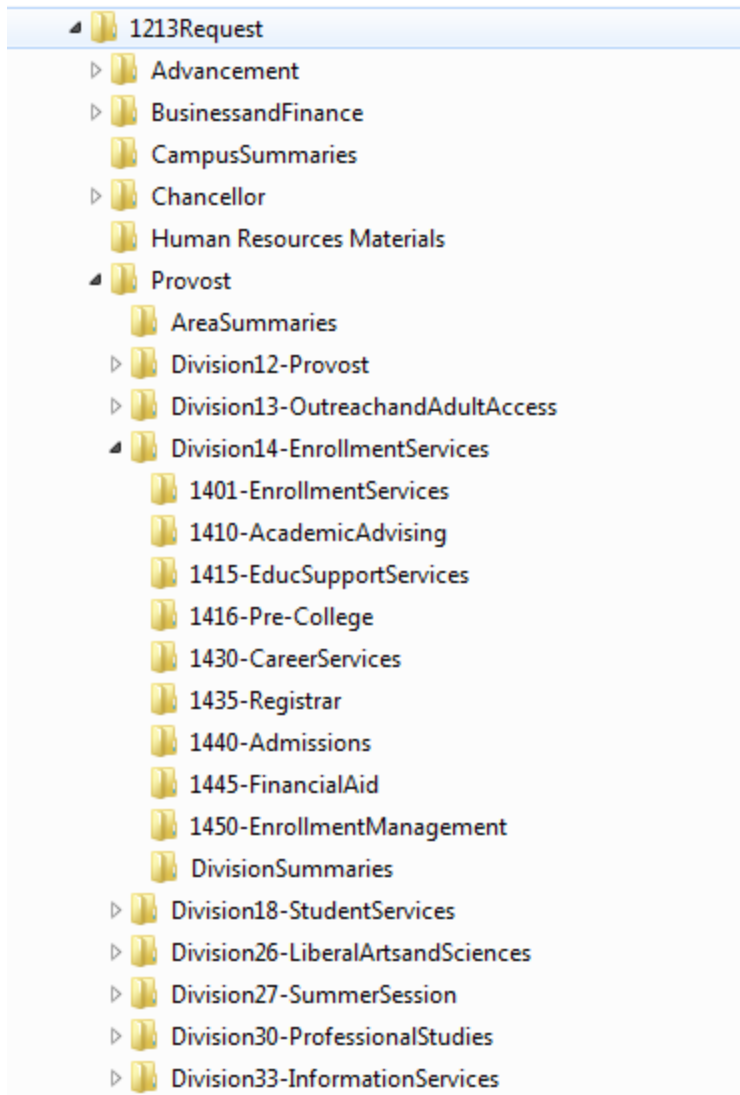 1213Request
Advancement
BusinessandFinance
CampusSummaries
Chancellor
Human Resources Materials
Provost
AreaSummaries
Division12-Provost
Division13-OutreachandAdultAccess
Division14-EnrollmentServices
1401-EnrollmentServices
1410-AcademicAdvising
1415-EducSupportServices
1416-Pre-College
1430-CareerServices
1435-Registrar
1440-Admissions
1445-FinancialAid
1450-EnrollmentManagement
DivisionSummaries
Division18-StudentServices
Division26-LiberalArtsandSciences
Division27-SummerSession
Division30-ProfessionalStudies
Division33-InformationServices